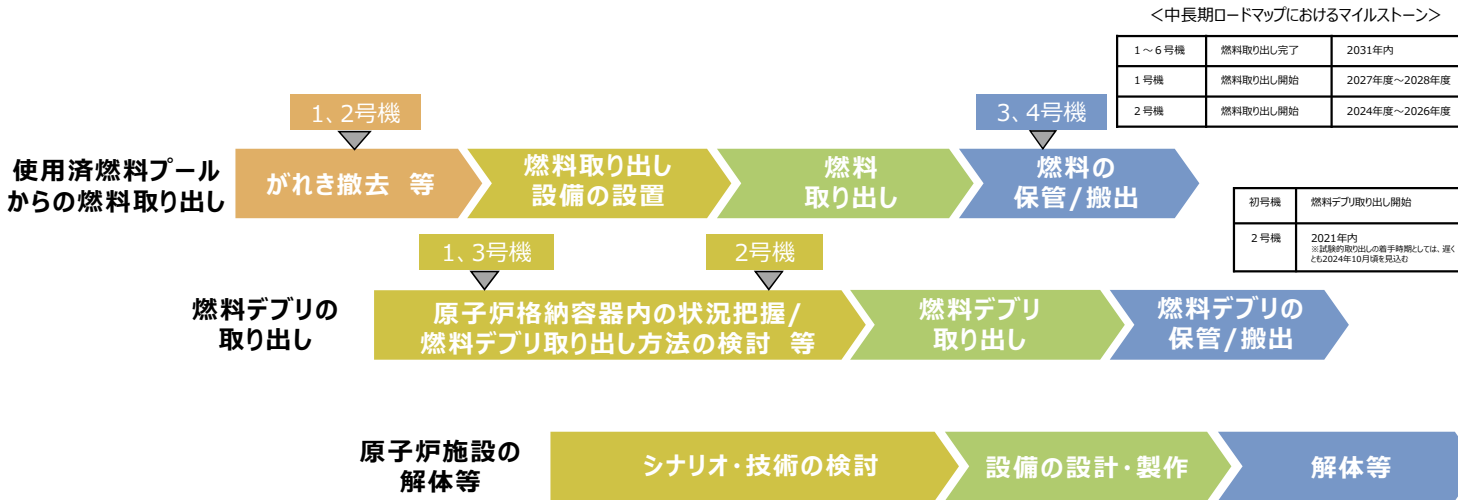 ＜中長期ロードマップにおけるマイルストーン＞
1～6号機 燃料取り出し完了 2031年内
1号機 燃料取り出し開始 2027年度～2028年度
2号機 燃料取り出し開始 2024年度～2026年度
1、2号機
3、4号機
使用済燃料プール
からの燃料取り出し
がれき撤去 等
燃料取り出し
設備の設置
燃料
取り出し
燃料の
保管/搬出
初号機 燃料デブリ取り出し開始
2号機 2021年内
※試験的取り出しの着手時期としては、遅く
とも2024年10月頃を見込む
1、3号機
2号機
燃料デブリの
取り出し
原子炉格納容器内の状況把握/
燃料デブリ取り出し方法の検討 等
燃料デブリ
取り出し
燃料デブリの
保管/搬出
原子炉施設の
解体等
シナリオ・技術の検討
設備の設計・製作
解体等